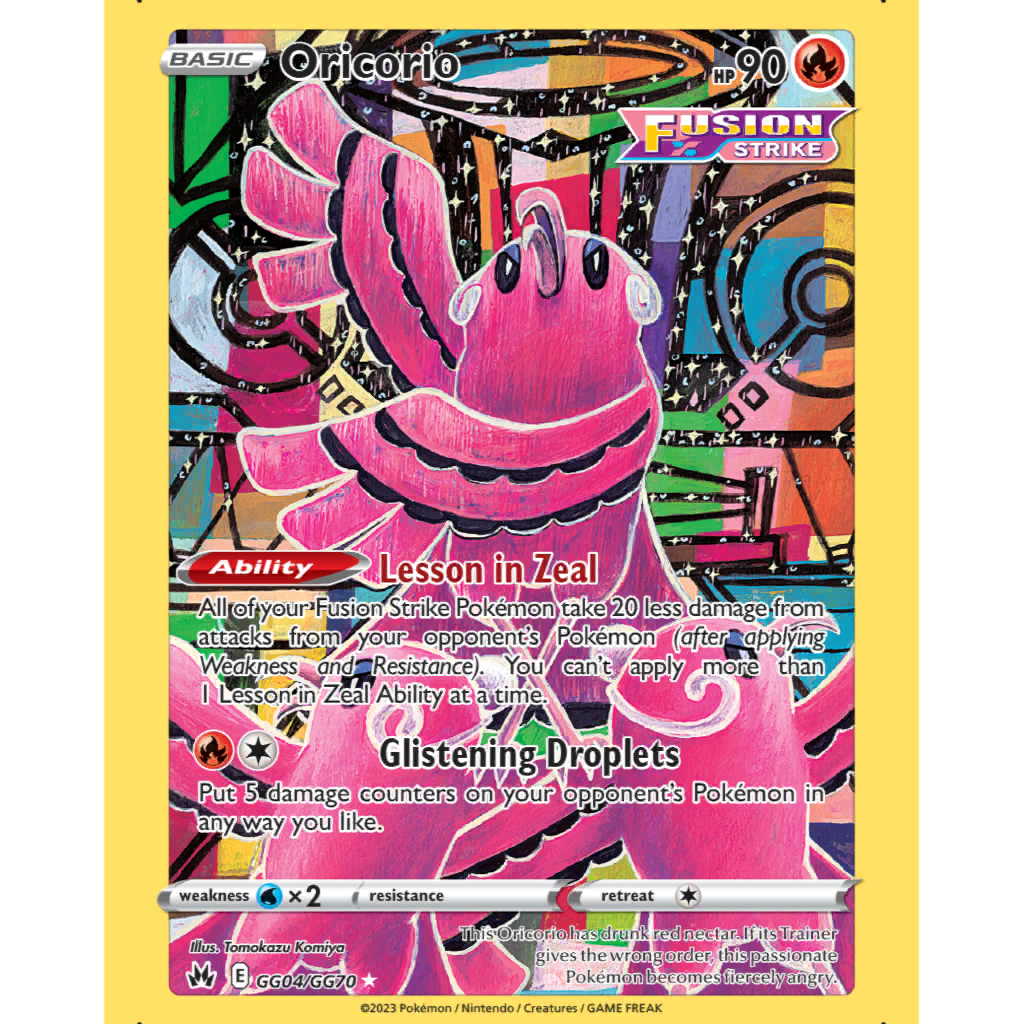 BASIC Oricorio HP 90
FUSION
STRIKE
Ability Lesson in Zeal
All of your Fusion Strike Pokémon take 20 less damage from
attacks from your opponent's Pokémon (after applying
Weakness and Resistance). You can't apply more than
1 Lesson in Zeal Ability at a time.
Glistening Droplets
Put 5 damage counters on your opponent's Pokémon in
any way you like.
weakness ×2 resistance retreat
This Oricorio has drunk red nectar. If its Trainer
gives the wrong order, this passionate
Pokémon becomes fiercely angry.
Illus. Tomokazu Komiya
E GG04/GG70
©2023 Pokémon / Nintendo / Creatures / GAME FREAK